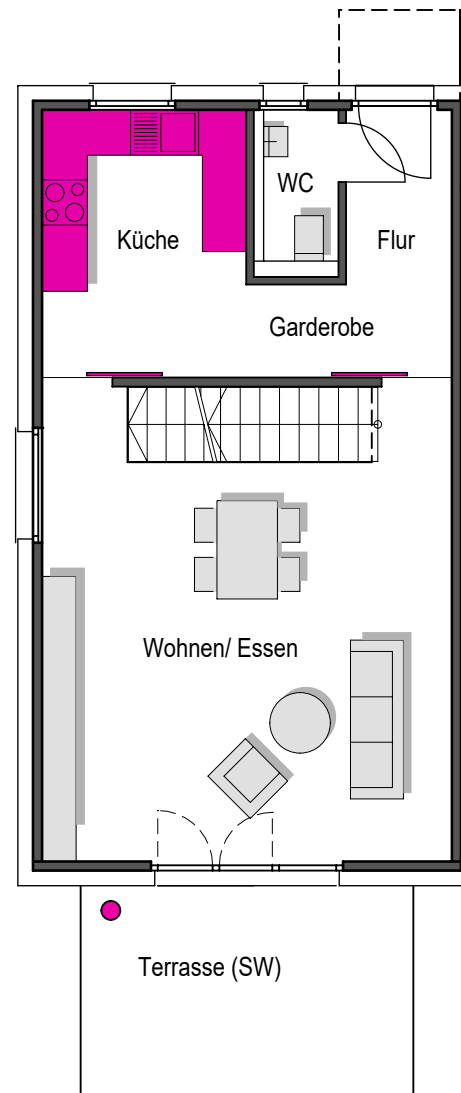 WC
Küche
Flur
Garderobe
Wohnen/ Essen
Terrasse (SW)